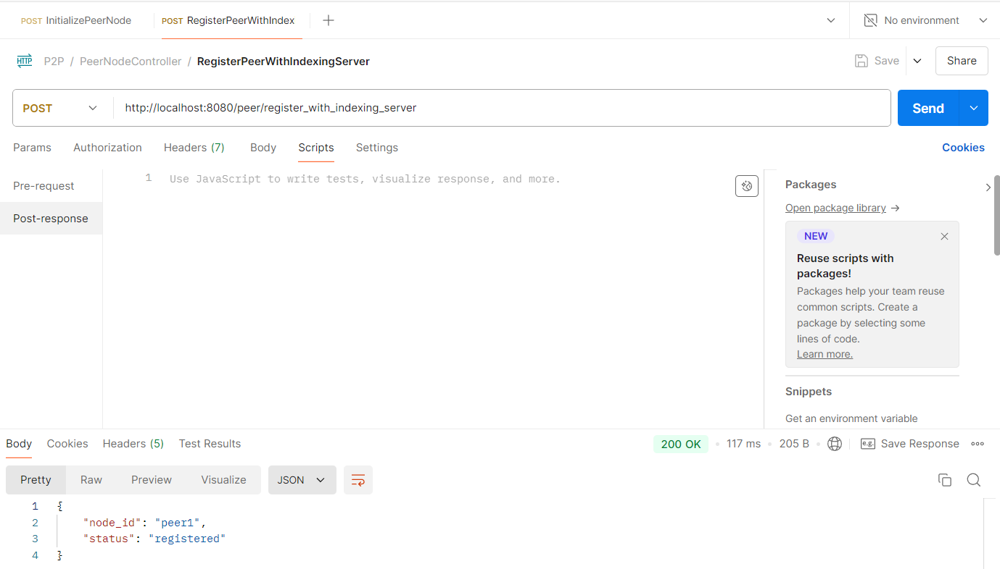 POST InitializePeerNode
POST RegisterPeerWithIndex
No environment
HTTP P2P / PeerNodeController / RegisterPeerWithIndexingServer
Save
Share
POST http://localhost:8080/peer/register_with_indexing_server
Send
Params Authorization Headers (7) Body Scripts Settings
Cookies
Pre-request
Post-response
1 Use JavaScript to write tests, visualize response, and more.
Packages
Open package library →
NEW
Reuse scripts with
packages!
Packages help your team reuse
common scripts. Create a
package by selecting some
lines of code.
Learn more.
Snippets
Get an environment variable
Body Cookies Headers (5) Test Results
200 OK 117 ms 205 B e.g. Save Response
Pretty Raw Preview Visualize JSON
1 {
2 "node_id": "peer1",
3 "status": "registered"
4 }